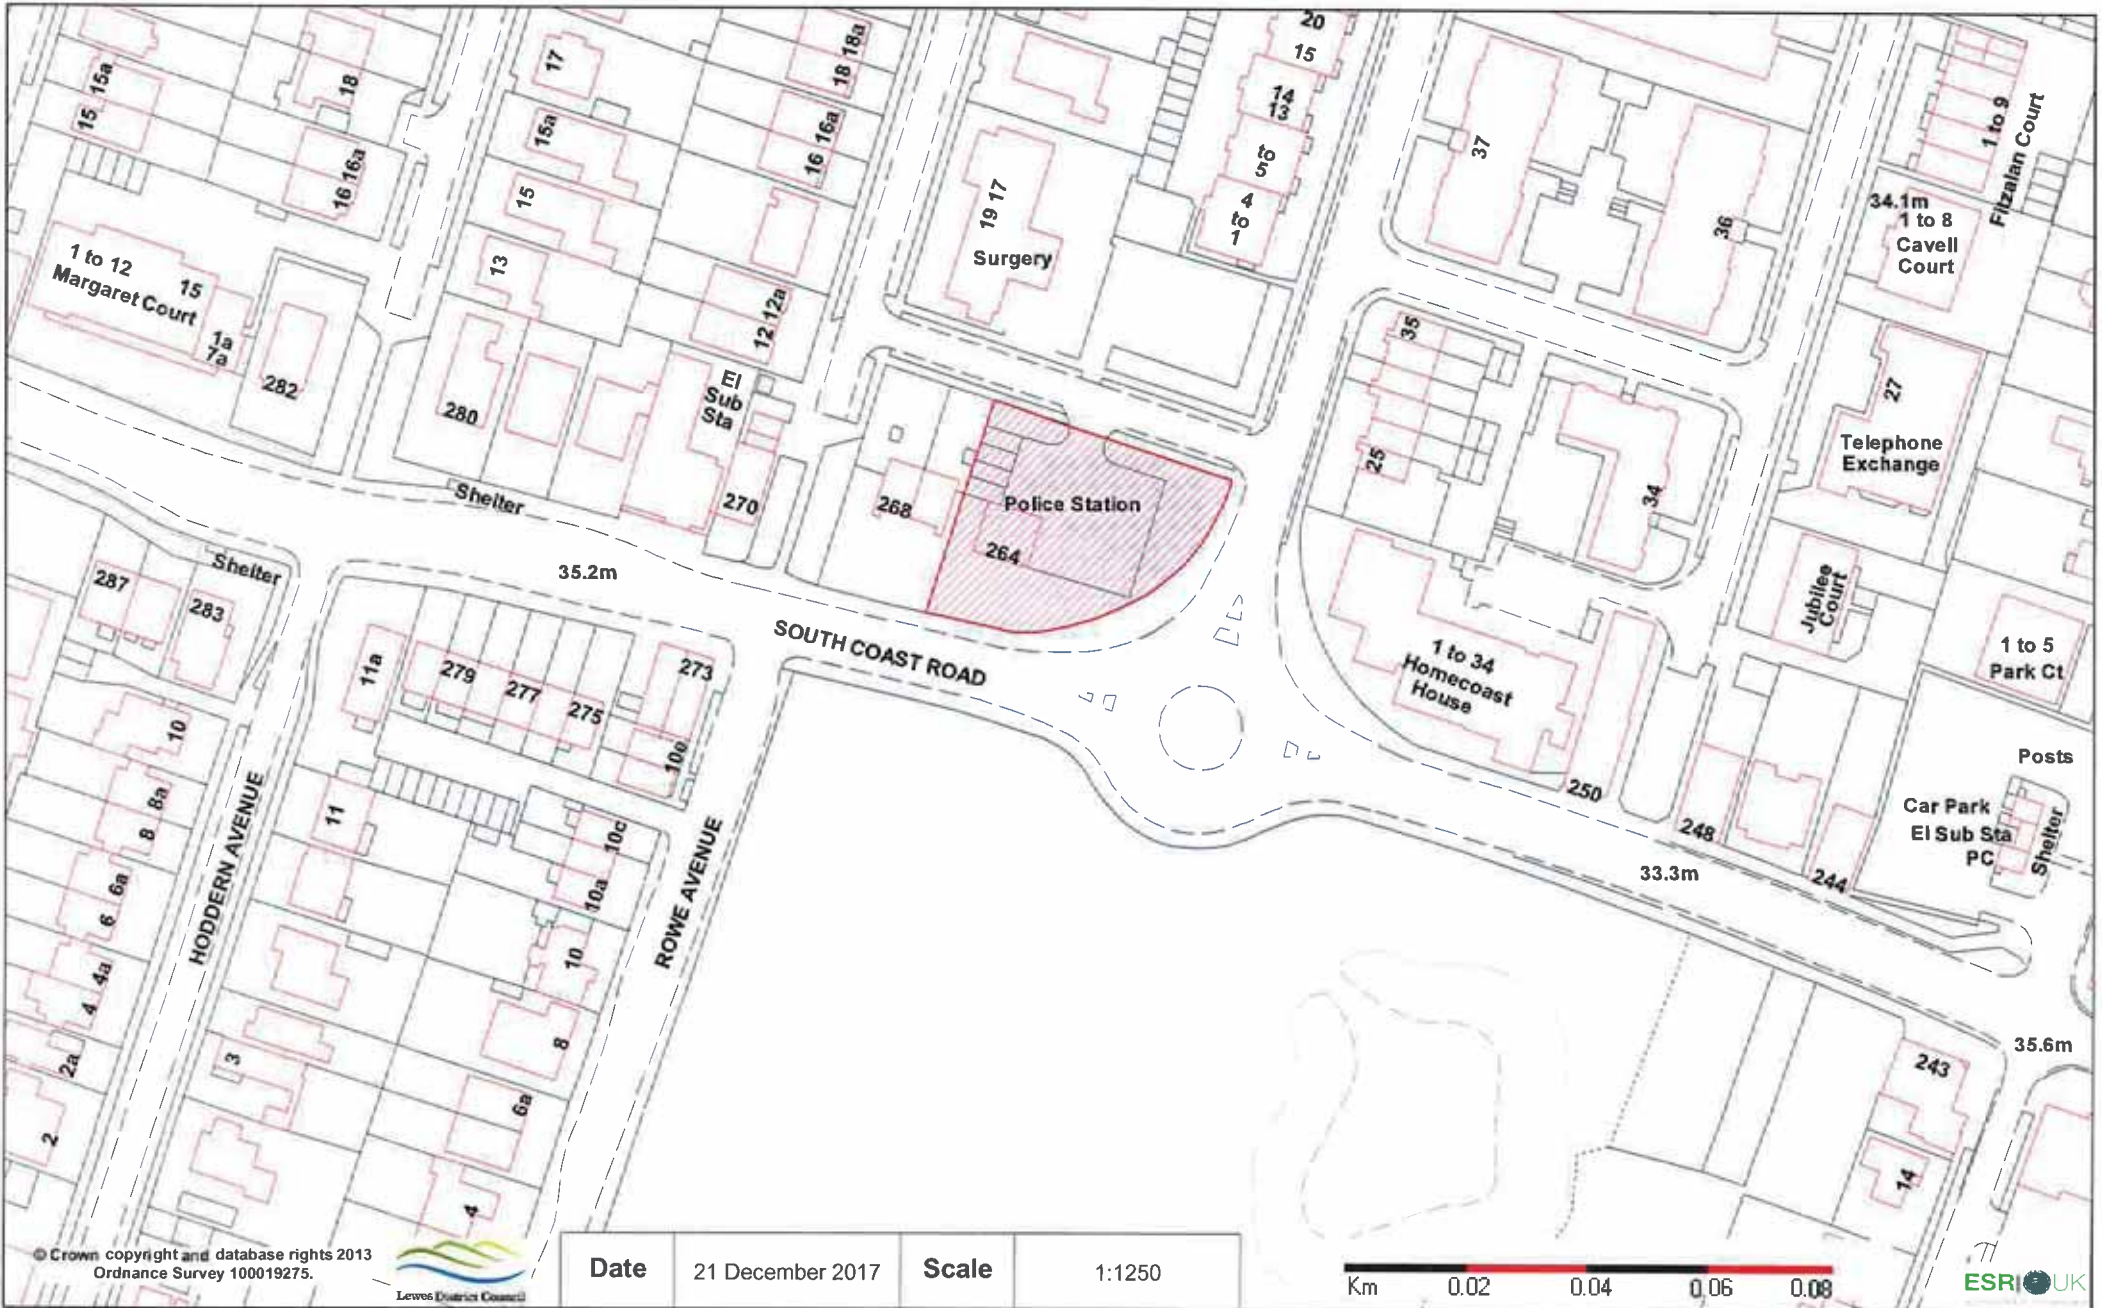 20
15
14
13
to
5
4
to
1
15a
15
18
16a
16
17
15a
15
13
18a
18
16a
16
12a
12
19 17
Surgery
37
36
1 to 9
Fitzalan Court
34.1m
1 to 8
Cavell
Court
1 to 12
Margaret Court
15
1a
7a
282
280
El
Sub
Sta
270
268
Police Station
264
35
25
34
27
Telephone
Exchange
Jubilee
Court
1 to 5
Park Ct
Shelter
Shelter
35.2m
287
283
SOUTH COAST ROAD
1 to 34
Homecoast
House
11a
279
277
275
273
10e
250
248
244
Posts
Car Park
El Sub Sta
PC
Shelter
33.3m
35.6m
10
8a
8
6a
6
4a
4
2a
2
HODDERN AVENUE
11
10c
10a
10
8
6a
4
3
ROWE AVENUE
243
14
© Crown copyright and database rights 2013
Ordnance Survey 100019275.
Lewes District Council
Date
21 December 2017
Scale
1:1250
Km
0.02
0.04
0.06
0.08
ESRI UK